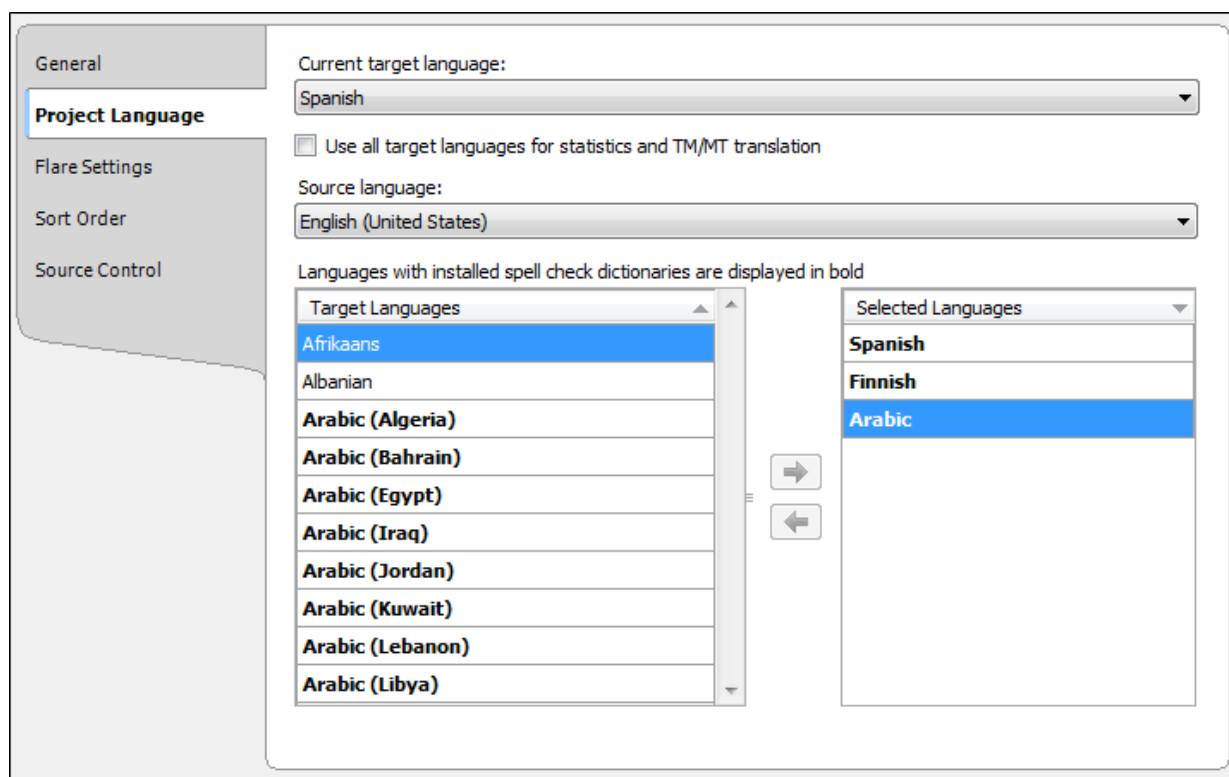 General
Project Language
Flare Settings
Sort Order
Source Control
Current target language:
Spanish
Use all target languages for statistics and TM/MT translation
Source language:
English (United States)
Languages with installed spell check dictionaries are displayed in bold
Target Languages
Afrikaans
Albanian
Arabic (Algeria)
Arabic (Bahrain)
Arabic (Egypt)
Arabic (Iraq)
Arabic (Jordan)
Arabic (Kuwait)
Arabic (Lebanon)
Arabic (Libya)
Selected Languages
Spanish
Finnish
Arabic